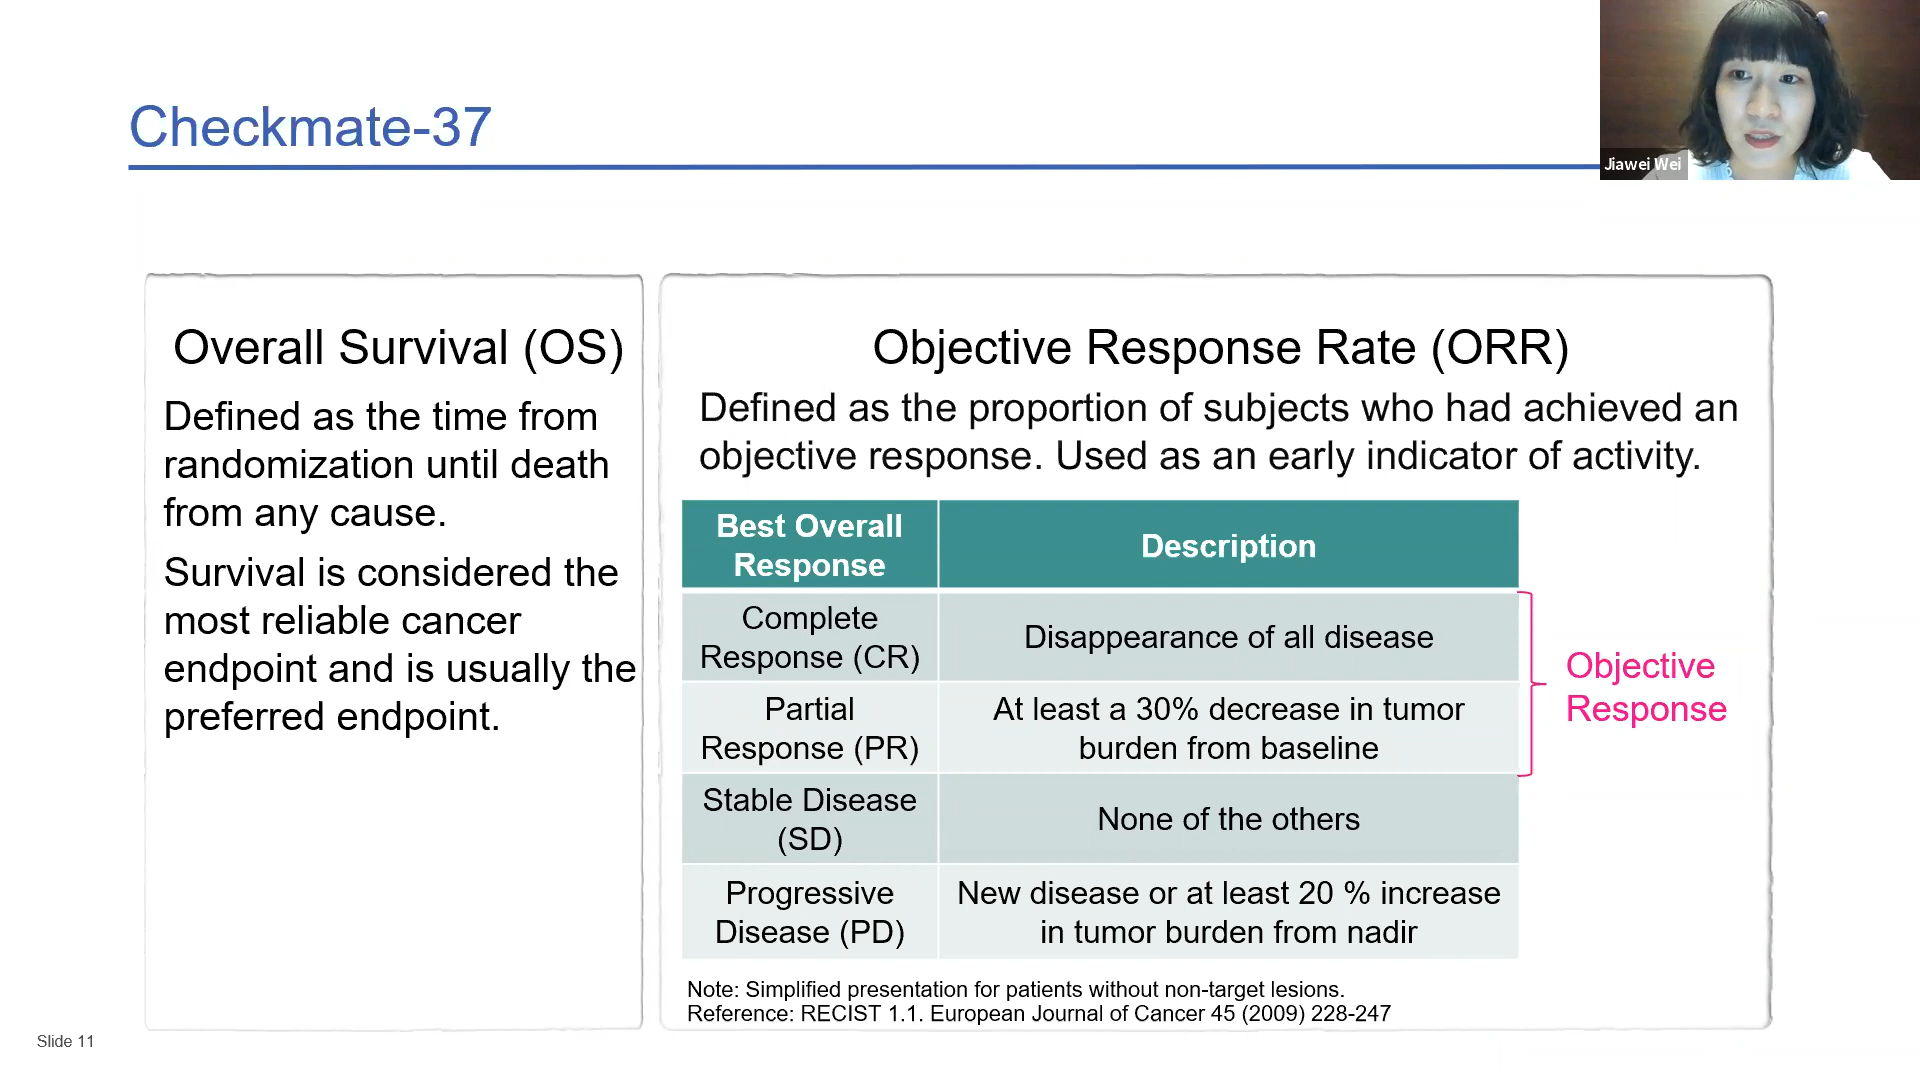 Checkmate-37
Jiawei Wei
Overall Survival (OS)
Defined as the time from
randomization until death
from any cause.
Survival is considered the
most reliable cancer
endpoint and is usually the
preferred endpoint.
Objective Response Rate (ORR)
Defined as the proportion of subjects who had achieved an
objective response. Used as an early indicator of activity.
Best Overall
Response
Description
Complete
Response (CR)
Disappearance of all disease
Partial
Response (PR)
At least a 30% decrease in tumor
burden from baseline
Objective
Response
Stable Disease
(SD)
None of the others
Progressive
Disease (PD)
New disease or at least 20 % increase
in tumor burden from nadir
Note: Simplified presentation for patients without non-target lesions.
Reference: RECIST 1.1. European Journal of Cancer 45 (2009) 228-247
Slide 11